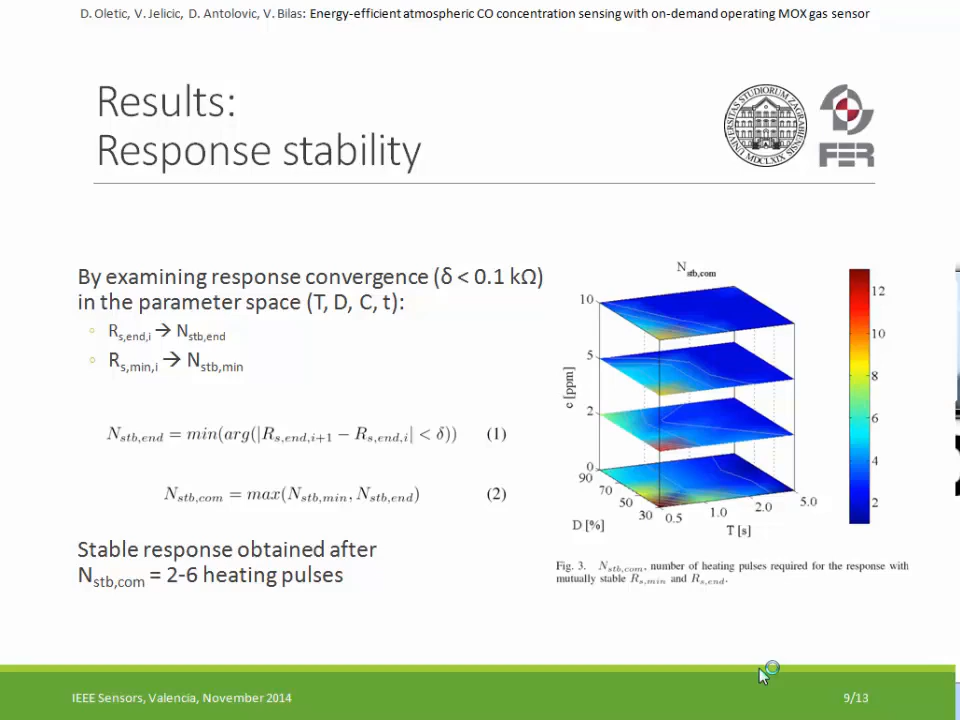 D. Oletic, V. Jelicic, D. Antolovic, V. Bilas: Energy-efficient atmospheric CO concentration sensing with on-demand operating MOX gas sensor
Results:
Response stability
UNIVERSITAS STUDIORUM ZAGRABIENSIS
MDCLXIX
FER
By examining response convergence (δ < 0.1 kΩ)
in the parameter space (T, D, C, t):
◦ Rs,end,i → Nstb,end
◦ Rs,min,i → Nstb,min
Nstb,end = min(arg(|Rs,end,i+1 − Rs,end,i| < δ)) (1)
Nstb,com = max(Nstb,min, Nstb,end) (2)
Stable response obtained after
Nstb,com = 2-6 heating pulses
Nstb,com
10
5
2
0
c [ppm]
90
70
50
30
D [%]
0.5
1.0
2.0
5.0
T [s]
12
10
8
6
4
2
Fig. 3. Nstb,com, number of heating pulses required for the response with
mutually stable Rs,min and Rs,end.
IEEE Sensors, Valencia, November 2014
9/13